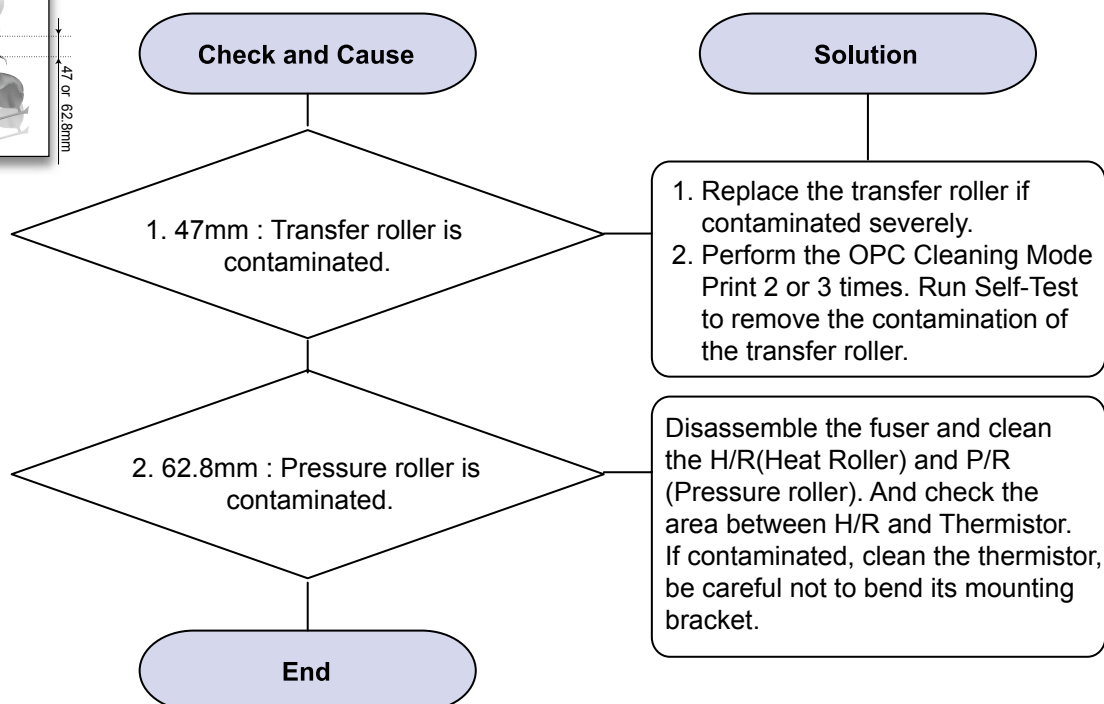 47 or 62.8mm
Check and Cause
Solution
1. 47mm : Transfer roller is
contaminated.
1. Replace the transfer roller if
contaminated severely.
2. Perform the OPC Cleaning Mode
Print 2 or 3 times. Run Self-Test
to remove the contamination of
the transfer roller.
2. 62.8mm : Pressure roller is
contaminated.
Disassemble the fuser and clean
the H/R(Heat Roller) and P/R
(Pressure roller). And check the
area between H/R and Thermistor.
If contaminated, clean the thermistor,
be careful not to bend its mounting
bracket.
End